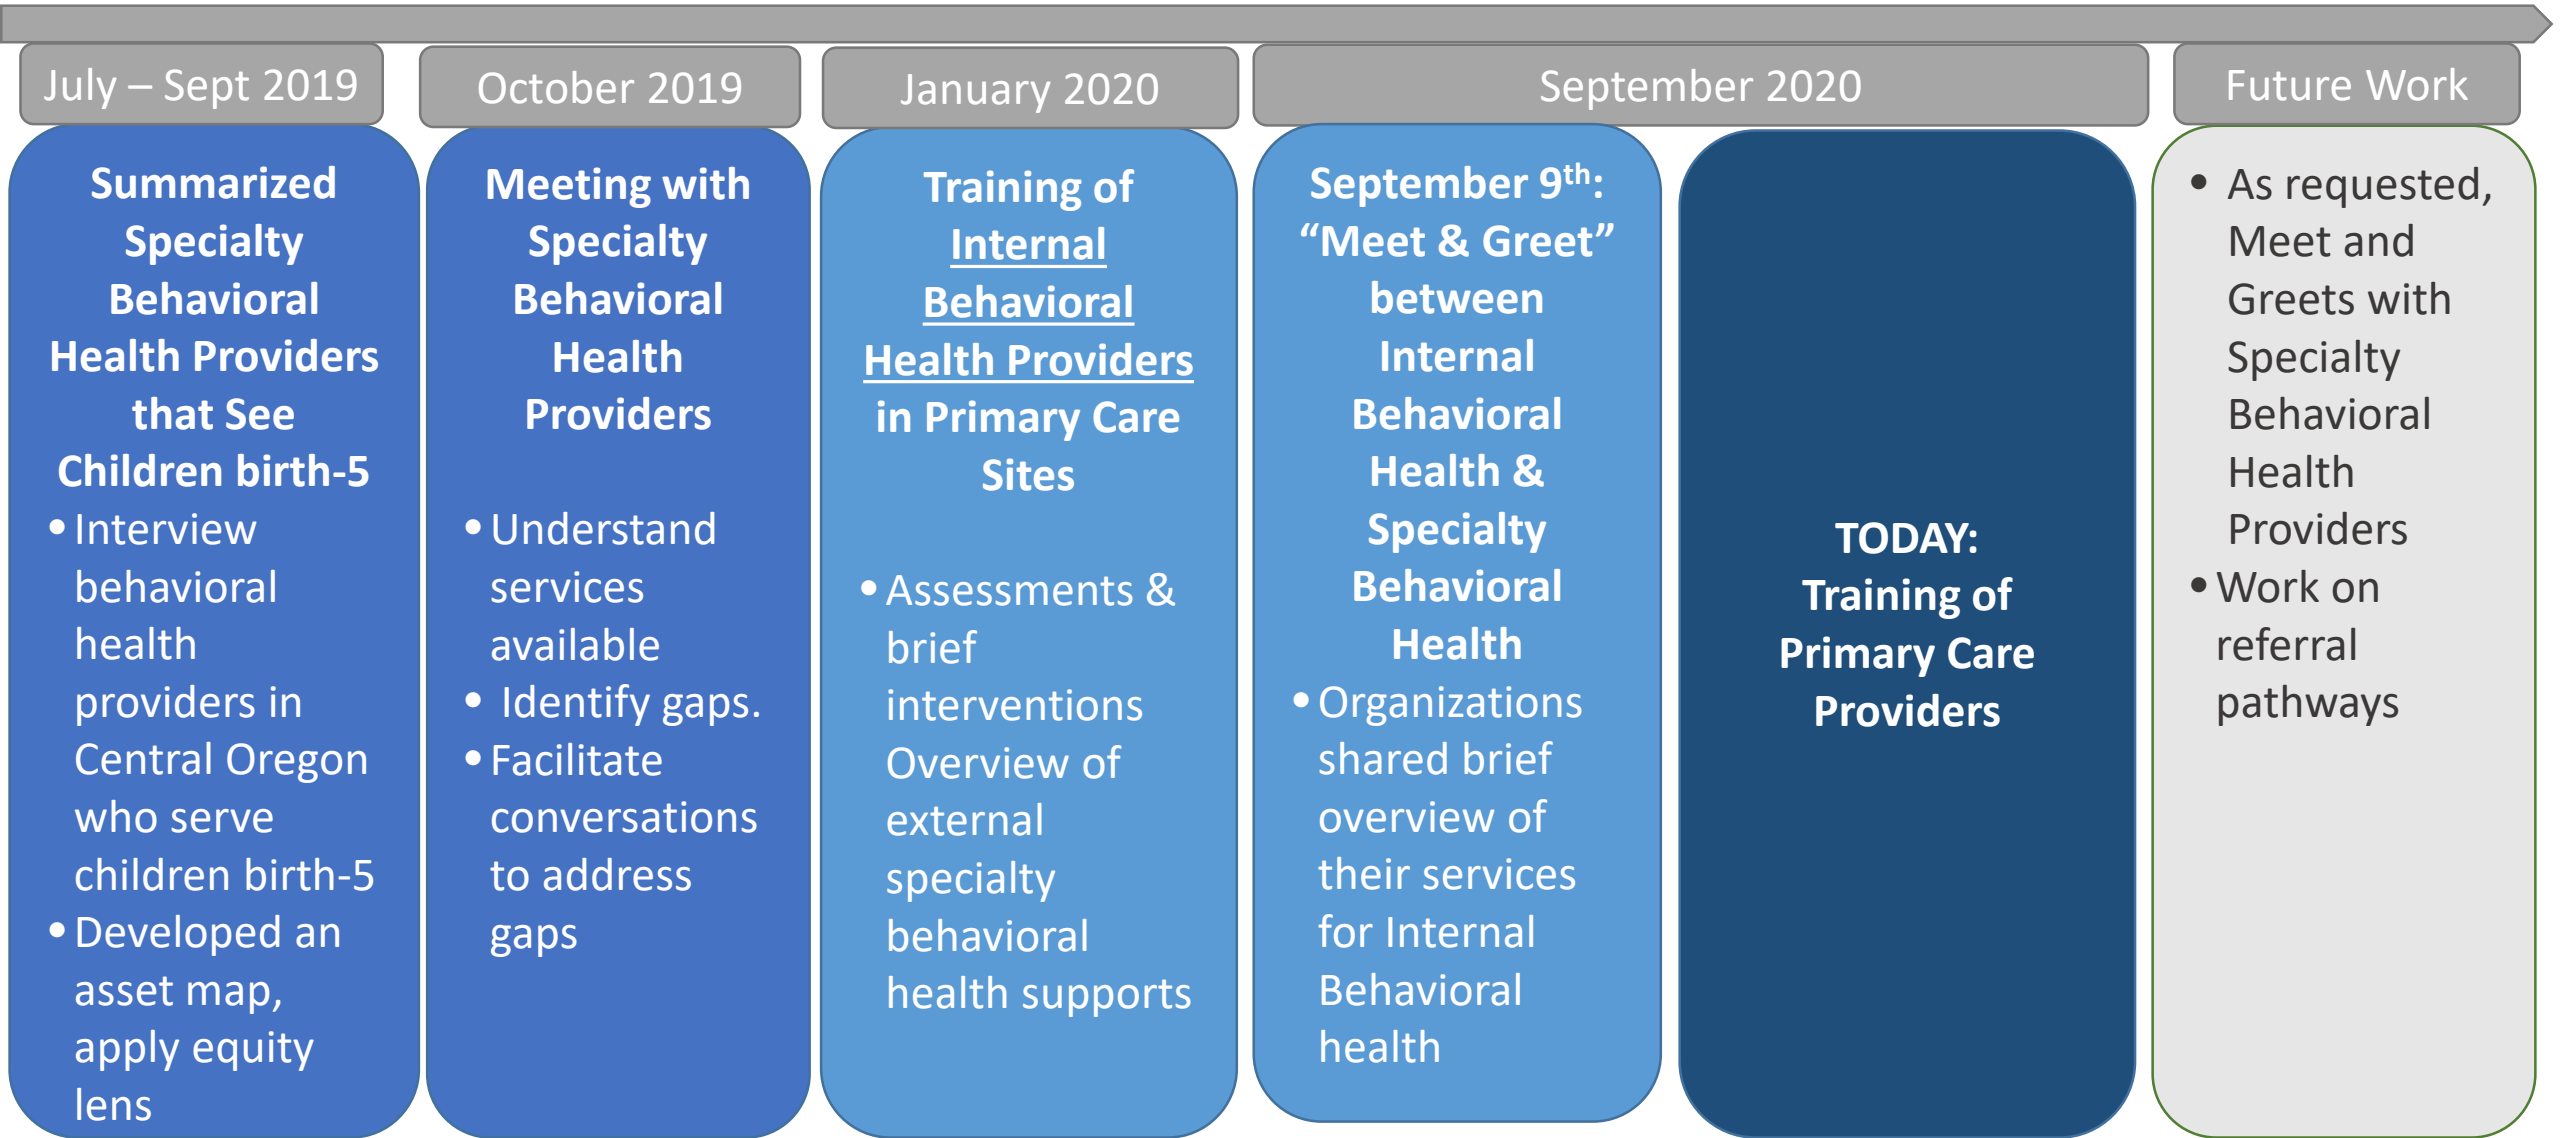 July – Sept 2019
October 2019
January 2020
September 2020
Future Work
Summarized
Specialty
Behavioral
Health Providers
that See
Children birth-5
• Interview
behavioral
health
providers in
Central Oregon
who serve
children birth-5
• Developed an
asset map,
apply equity
lens
Meeting with
Specialty
Behavioral
Health
Providers
• Understand
services
available
• Identify gaps.
• Facilitate
conversations
to address
gaps
Training of
Internal
Behavioral
Health Providers
in Primary Care
Sites
• Assessments &
brief
interventions
Overview of
external
specialty
behavioral
health supports
September 9th:
“Meet & Greet”
between
Internal
Behavioral
Health &
Specialty
Behavioral
Health
• Organizations
shared brief
overview of
their services
for Internal
Behavioral
health
TODAY:
Training of
Primary Care
Providers
• As requested,
Meet and
Greets with
Specialty
Behavioral
Health
Providers
• Work on
referral
pathways